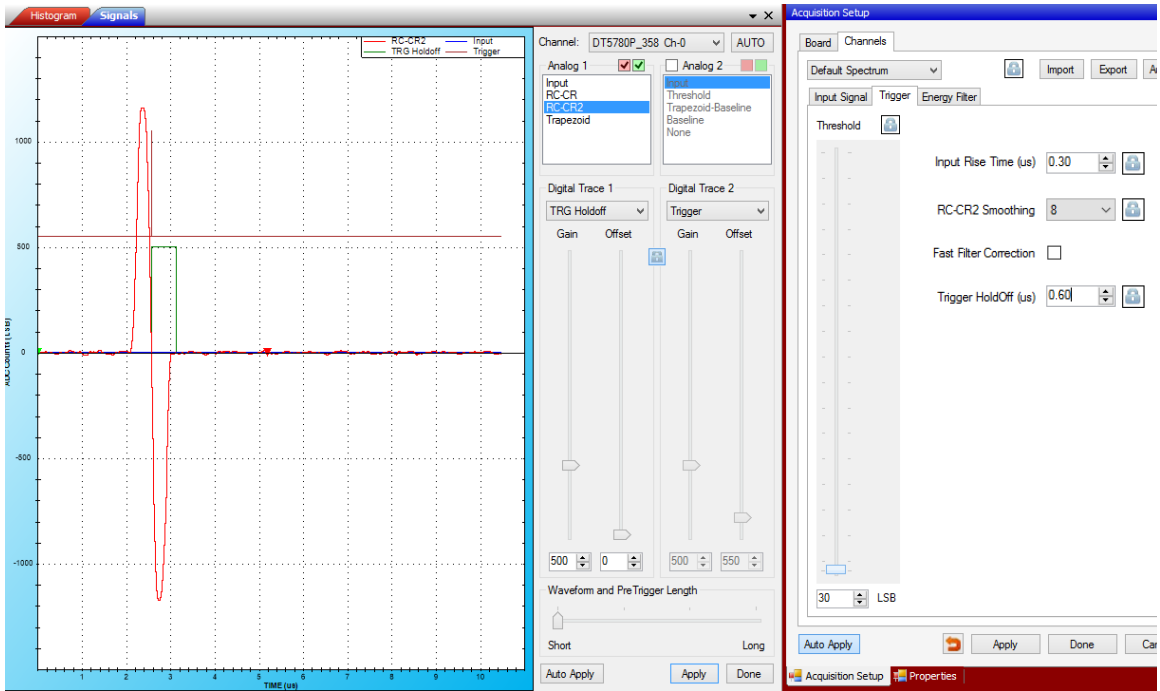 Histogram Signals
RC-CR2 Input
TRG Holdoff Trigger
1000
500
0
-500
-1000
1 2 3 4 5 6 7 8 9 10
TIME (us)
Channel: DT5780P_358 Ch-0 AUTO
Analog 1 Analog 2
Input Input
RC-CR Threshold
RC-CR2 Trapezoid-Baseline
Trapezoid Baseline
None
Digital Trace 1 Digital Trace 2
TRG Holdoff Trigger
Gain Offset Gain Offset
500 0 500 550
Waveform and PreTrigger Length
Short Long
Auto Apply Apply Done
Acquisition Setup
Board Channels
Default Spectrum Import Export
Input Signal Trigger Energy Filter
Threshold
Input Rise Time (us) 0.30
RC-CR2 Smoothing 8
Fast Filter Correction
Trigger HoldOff (us) 0.60
30 LSB
Auto Apply Apply Done
Acquisition Setup Properties